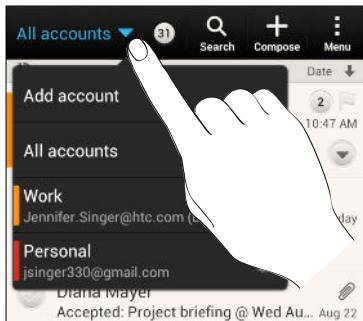 All accounts 31
Search Compose Menu
Date
Add account
2
10:47 AM
All accounts
Work
Jennifer.Singer@htc.com
day
Personal
jsinger330@gmail.com
Diana Mayer
Accepted: Project briefing @ Wed Au... Aug 22